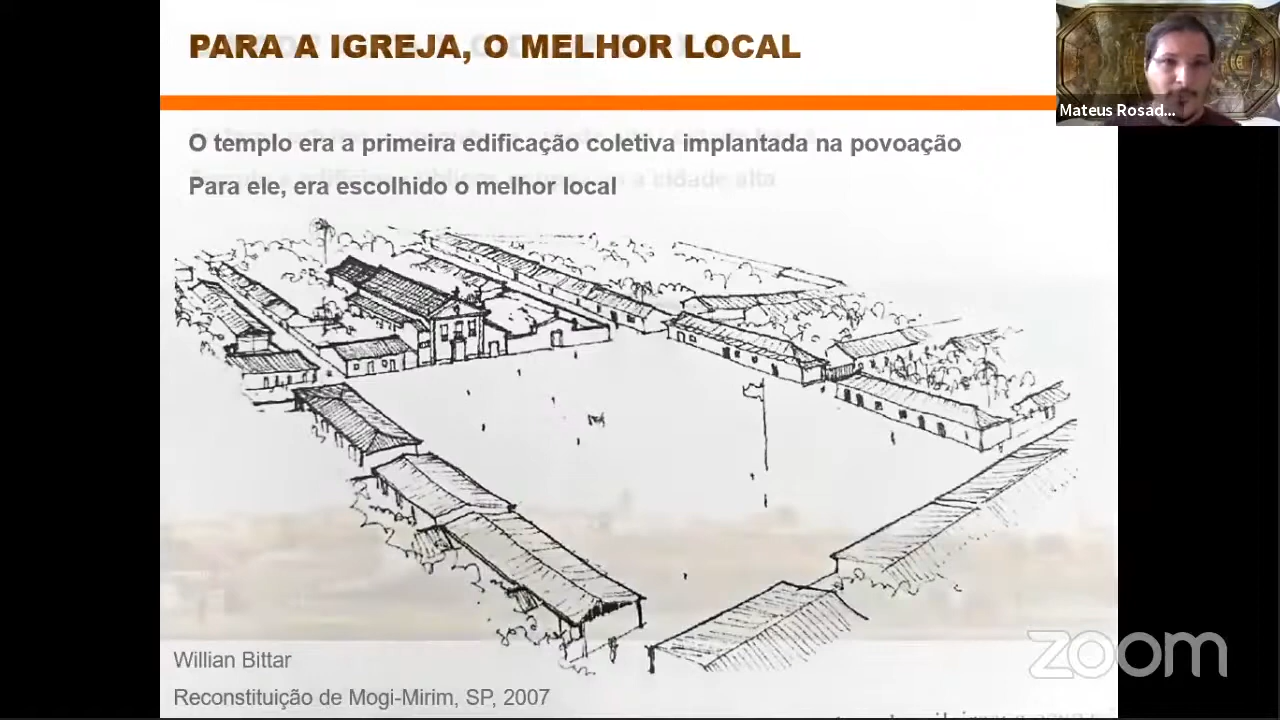 PARA A IGREJA, O MELHOR LOCAL
Mateus Rosad...
O templo era a primeira edificação coletiva implantada na povoação
Para ele, era escolhido o melhor local
Willian Bittar
Reconstituição de Mogi-Mirim, SP, 2007
zoom